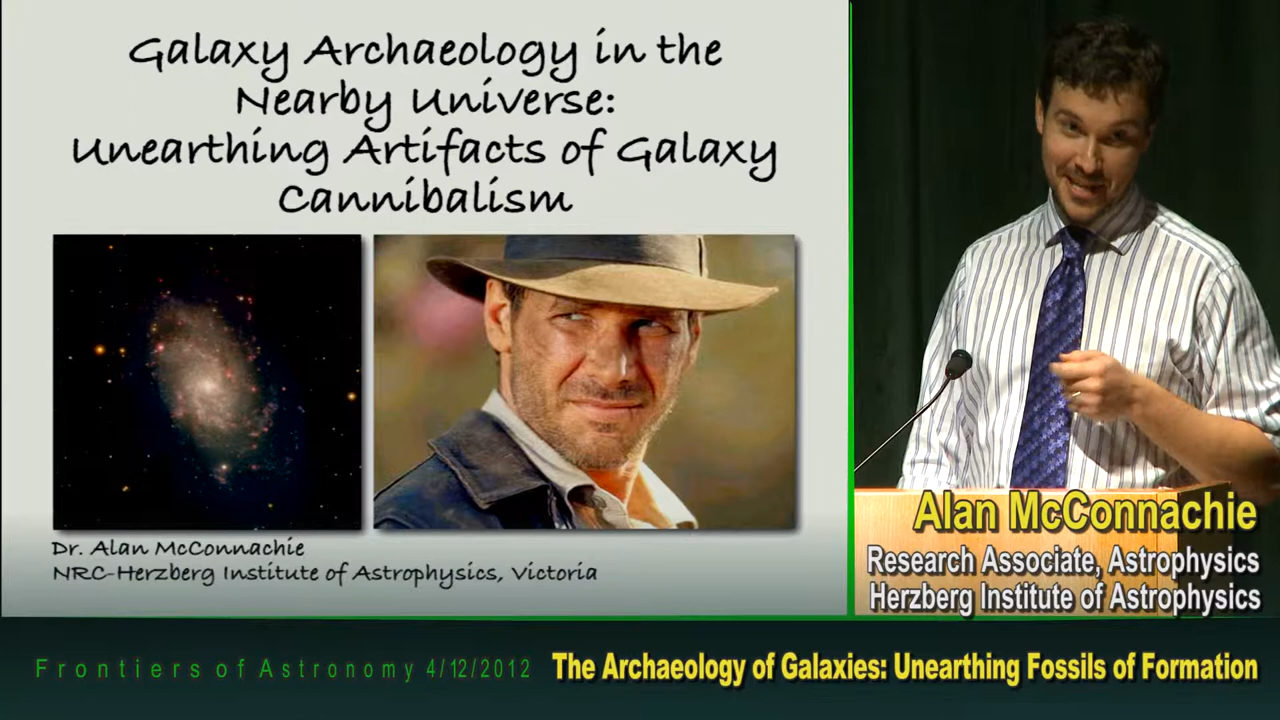 Galaxy Archaeology in the
Nearby Universe:
Unearthing Artifacts of Galaxy
Cannibalism
Dr. Alan McConnachie
NRC-Herzberg Institute of Astrophysics, Victoria
Alan McConnachie
Research Associate, Astrophysics
Herzberg Institute of Astrophysics
Frontiers of Astronomy 4/12/2012
The Archaeology of Galaxies: Unearthing Fossils of Formation